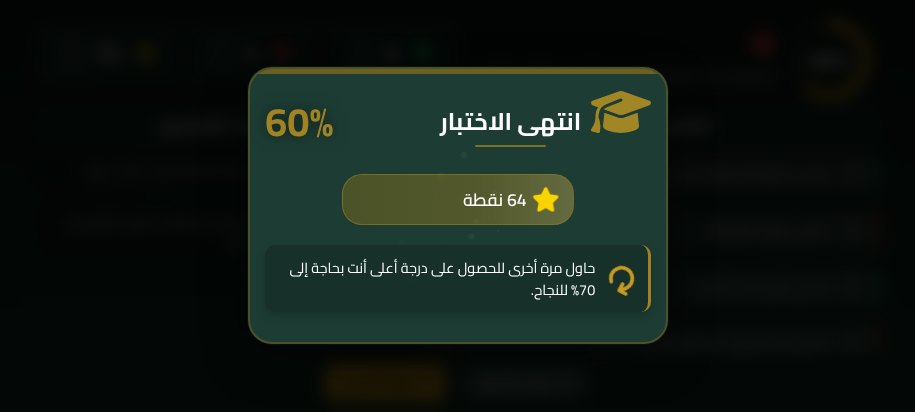 انتهى الاختبار
60%
64 نقطة
حاول مرة أخرى للحصول على درجة أعلى أنت بحاجة إلى
70% للنجاح.